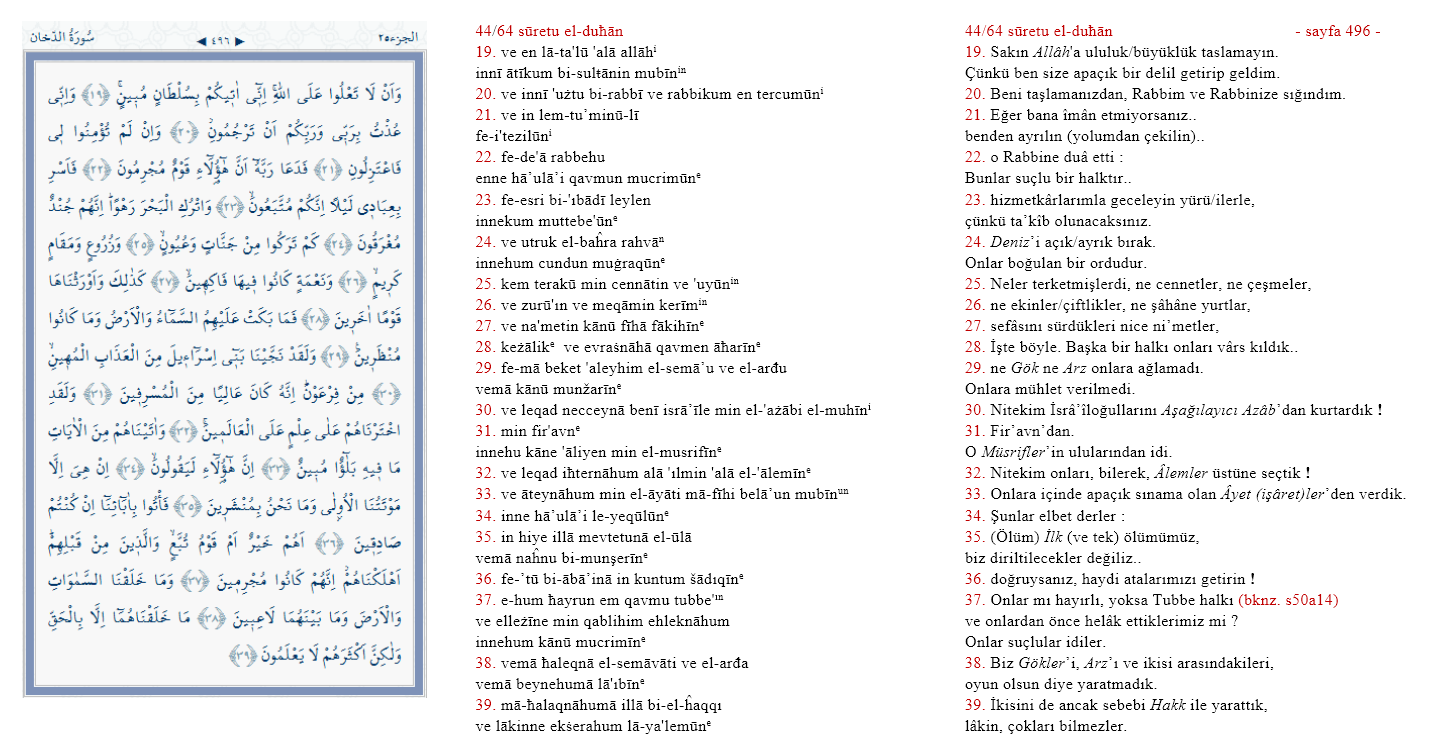 الجزء٢٥
◀ ٤٩٦ ▶
سُورَةُ الدّخان
وَاَنْ لَا تَعْلُوا عَلَى اللّٰهِۚ اِنّ۪ٓي اٰت۪يكُمْ بِسُلْطَانٍ مُب۪ينٍۚ ﴿١٩﴾ وَاِنّ۪ي
عُذْتُ بِرَبّ۪ي وَرَبِّكُمْ اَنْ تَرْجُمُونِۘ ﴿٢٠﴾ وَاِنْ لَمْ تُؤْمِنُوا ل۪ي
فَاعْتَزِلُونِ ﴿٢١﴾ فَدَعَا رَبَّهُٓ اَنَّ هٰٓؤُ۬لَٓاءِ قَوْمٌ مُجْرِمُونَ ﴿٢٢﴾ فَاَسْرِ
بِعِبَاد۪ي لَيْلًا اِنَّكُمْ مُتَّبَعُونَۙ ﴿٢٣﴾ وَاتْرُكِ الْبَحْرَ رَهْوًاۜ اِنَّهُمْ جُنْدٌ
مُغْرَقُونَ ﴿٢٤﴾ كَمْ تَرَكُوا مِنْ جَنَّاتٍ وَعُيُونٍۙ ﴿٢٥﴾ وَزُرُوعٍ وَمَقَامٍ
كَر۪يمٍۙ ﴿٢٦﴾ وَنَعْمَةٍ كَانُوا ف۪يهَا فَاكِه۪ينَۙ ﴿٢٧﴾ كَذٰلِكَ وَاَوْرَثْنَاهَا
قَوْمًا اٰخَر۪ينَ ﴿٢٨﴾ فَمَا بَكَتْ عَلَيْهِمُ السَّمَٓاءُ وَالْاَرْضُ وَمَا كَانُوا
مُنْظَر۪ينَ۟ ﴿٢٩﴾ وَلَقَدْ نَجَّيْنَا بَن۪ٓي اِسْرَٓاء۪يلَ مِنَ الْعَذَابِ الْمُه۪ينِۙ
﴿٣٠﴾ مِنْ فِرْعَوْنَۜ اِنَّهُ كَانَ عَالِيًا مِنَ الْمُسْرِف۪ينَ ﴿٣١﴾ وَلَقَدِ
اخْتَرْنَاهُمْ عَلٰى عِلْمٍ عَلَى الْعَالَم۪ينَۚ ﴿٣٢﴾ وَاٰتَيْنَاهُمْ مِنَ الْاٰيَاتِ
مَا ف۪يهِ بَلٰٓؤٌ۬ا مُب۪ينٌ ﴿٣٣﴾ اِنَّ هٰٓؤُ۬لَٓاءِ لَيَقُولُونَۙ ﴿٣٤﴾ اِنْ هِيَ اِلَّا
مَوْتَتُنَا الْاُو۫لٰى وَمَا نَحْنُ بِمُنْشَر۪ينَ ﴿٣٥﴾ فَأْتُوا بِاٰبَٓائِنَٓا اِنْ كُنْتُمْ
صَادِق۪ينَ ﴿٣٦﴾ اَهُمْ خَيْرٌ اَمْ قَوْمُ تُبَّعٍۙ وَالَّذ۪ينَ مِنْ قَبْلِهِمْۜ
اَهْلَكْنَاهُمْۘ اِنَّهُمْ كَانُوا مُجْرِم۪ينَ ﴿٣٧﴾ وَمَا خَلَقْنَا السَّمٰوَاتِ
وَالْاَرْضَ وَمَا بَيْنَهُمَا لَاعِب۪ينَ ﴿٣٨﴾ مَا خَلَقْنَاهُمَٓا اِلَّا بِالْحَقِّ
وَلٰكِنَّ اَكْثَرَهُمْ لَا يَعْلَمُونَ ﴿٣٩﴾
44/64 sūretu el-duħān
19. ve en lā-ta'lū 'alā allāhⁱ
innī ātīkum bi-sulŧānin mubīnⁱⁿ
20. ve innī 'użtu bi-rabbī ve rabbikum en tercumūnⁱ
21. ve in lem-tu’minū-lī
fe-i'tezilūnⁱ
22. fe-de'ā rabbehu
enne hā’ulā’i qavmun mucrimūnᵉ
23. fe-esri bi-'ıbādī leylen
innekum muttebe'ūnᵉ
24. ve utruk el-baĥra rahvāⁿ
innehum cundun muġraqūnᵉ
25. kem terakū min cennātin ve 'uyūnⁱⁿ
26. ve zurū'ın ve meqāmin kerīmⁱⁿ
27. ve na'metin kānū fīhā fākihīnᵉ
28. keżālikᵉ ve evraṡnāhā qavmen āħarīnᵉ
29. fe-mā beket 'aleyhim el-semā’u ve el-arđu
vemā kānū munžarīnᵉ
30. ve leqad necceynā benī isrā’īle min el-'ażābi el-muhīnⁱ
31. min fir'avnᵉ
innehu kāne 'āliyen min el-musrifīnᵉ
32. ve leqad iħternāhum alā 'ılmin 'alā el-'ālemīnᵉ
33. ve āteynāhum min el-āyāti mā-fīhi belā’un mubīnᵘⁿ
34. inne hā’ulā’i le-yeqūlūnᵉ
35. in hiye illā mevtetunā el-ūlā
vemā naĥnu bi-munşerīnᵉ
36. fe-’tū bi-ābā’inā in kuntum šādıqīnᵉ
37. e-hum ħayrun em qavmu tubbe'ⁱⁿ
ve elleżīne min qablihim ehleknāhum
innehum kānū mucrimīnᵉ
38. vemā ħaleqnā el-semāvāti ve el-arđa
vemā beynehumā lā'ıbīnᵉ
39. mā-ħalaqnāhumā illā bi-el-ĥaqqı
ve lākinne ekṡerahum lā-ya'lemūnᵉ
44/64 sūretu el-duħān - sayfa 496 -
19. Sakın Allâh'a ululuk/büyüklük taslamayın.
Çünkü ben size apaçık bir delil getirip geldim.
20. Beni taşlamanızdan, Rabbim ve Rabbinize sığındım.
21. Eğer bana îmân etmiyorsanız..
benden ayrılın (yolumdan çekilin)..
22. o Rabbine duâ etti :
Bunlar suçlu bir halktır..
23. hizmetkârlarımla geceleyin yürü/ilerle,
çünkü ta’kîb olunacaksınız.
24. Deniz’i açık/ayrık bırak.
Onlar boğulan bir ordudur.
25. Neler terketmişlerdi, ne cennetler, ne çeşmeler,
26. ne ekinler/çiftlikler, ne şâhâne yurtlar,
27. sefâsını sürdükleri nice ni’metler,
28. İşte böyle. Başka bir halkı onları vârs kıldık..
29. ne Gök ne Arz onlara ağlamadı.
Onlara mühlet verilmedi.
30. Nitekim İsrâ’îloğullarını Aşağılayıcı Azâb’dan kurtardık !
31. Fir’avn’dan.
O Müsrifler’in ulularından idi.
32. Nitekim onları, bilerek, Âlemler üstüne seçtik !
33. Onlara içinde apaçık sınama olan Âyet (işâret)ler’den verdik.
34. Şunlar elbet derler :
35. (Ölüm) İlk (ve tek) ölümümüz,
biz diriltilecekler değiliz..
36. doğruysanız, haydi atalarımızı getirin !
37. Onlar mı hayırlı, yoksa Tubbe halkı (bknz. s50a14)
ve onlardan önce helâk ettiklerimiz mi ?
Onlar suçlular idiler.
38. Biz Gökler’i, Arz’ı ve ikisi arasındakileri,
oyun olsun diye yaratmadık.
39. İkisini de ancak sebebi Hakk ile yarattık,
lâkin, çokları bilmezler.